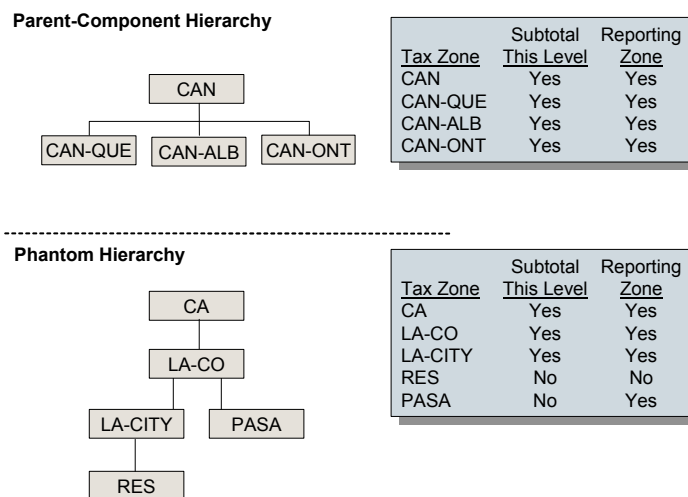 Parent-Component Hierarchy
CAN
CAN-QUE CAN-ALB CAN-ONT
Subtotal Reporting
Tax Zone This Level Zone
CAN Yes Yes
CAN-QUE Yes Yes
CAN-ALB Yes Yes
CAN-ONT Yes Yes
Phantom Hierarchy
CA
LA-CO
LA-CITY PASA
RES
Subtotal Reporting
Tax Zone This Level Zone
CA Yes Yes
LA-CO Yes Yes
LA-CITY Yes Yes
RES No No
PASA No Yes